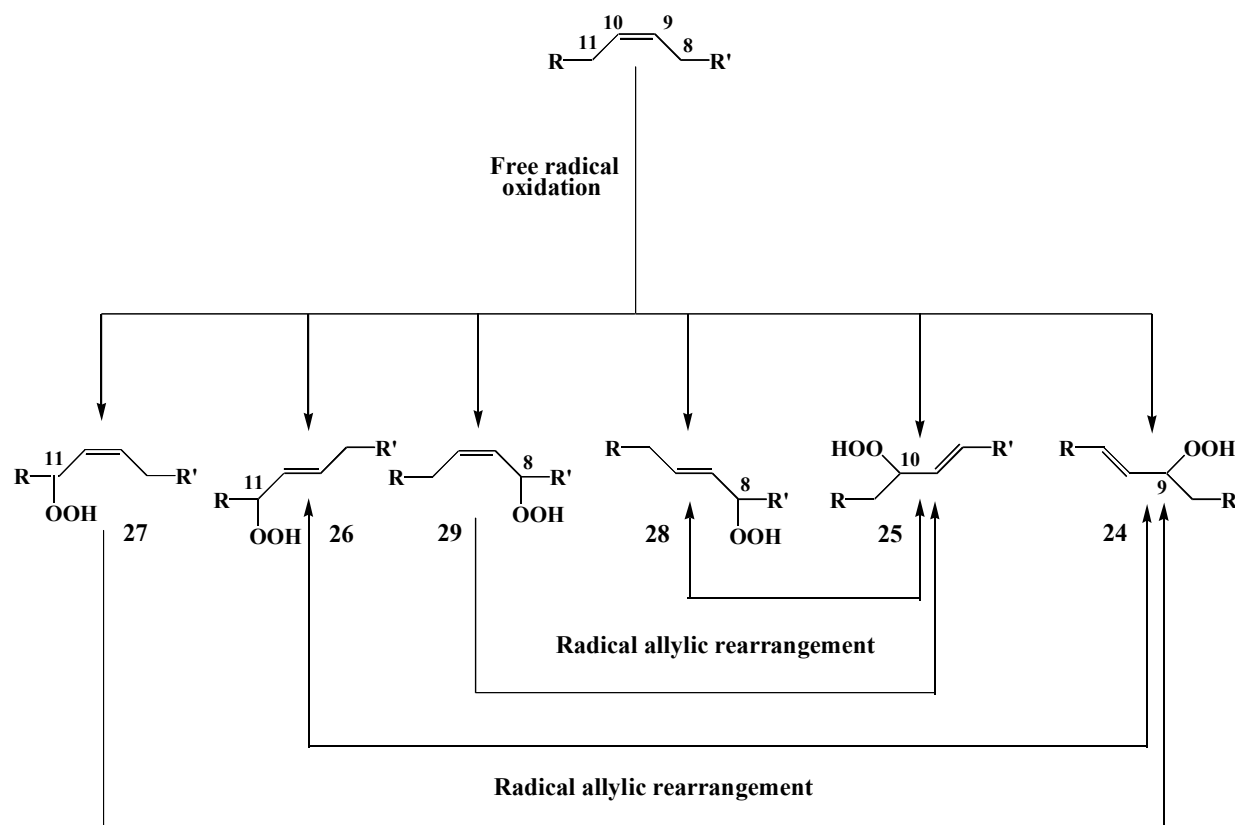 10 9
11 8
R R'
Free radical
oxidation
11
R R'
OOH
27
R'
11
R
OOH
26
8
R R'
OOH
29
R
8
R'
OOH
28
HOO
10
R'
R
25
R
OOH
9
R
24
Radical allylic rearrangement
Radical allylic rearrangement